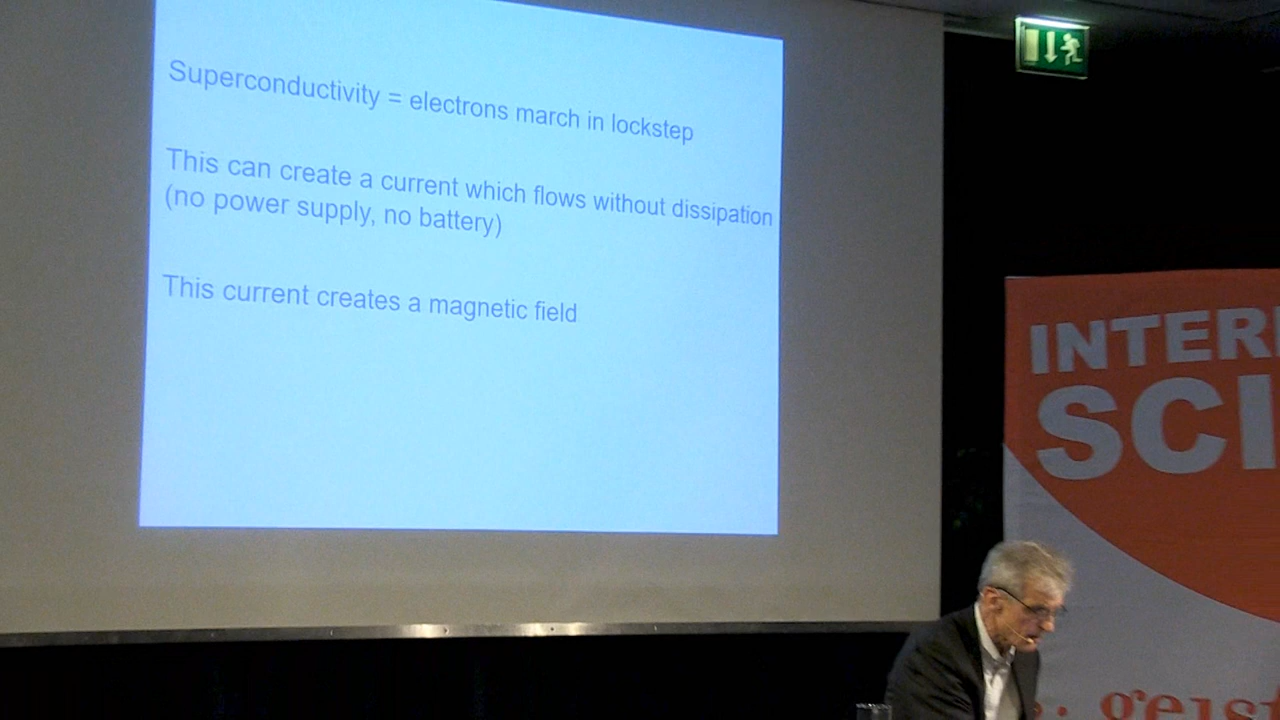 Superconductivity = electrons march in lockstep
This can create a current which flows without dissipation
(no power supply, no battery)
This current creates a magnetic field
INTER
SCI
geist